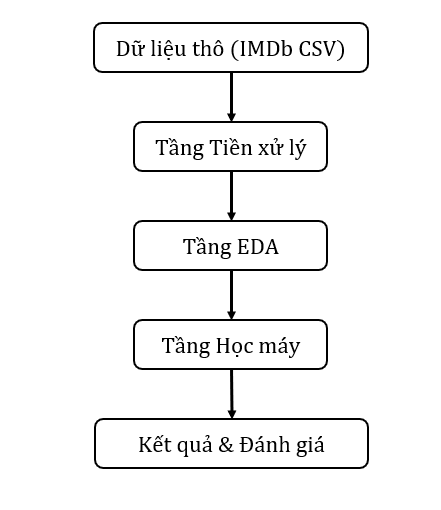 Dữ liệu thô (IMDb CSV)
Tầng Tiền xử lý
Tầng EDA
Tầng Học máy
Kết quả & Đánh giá